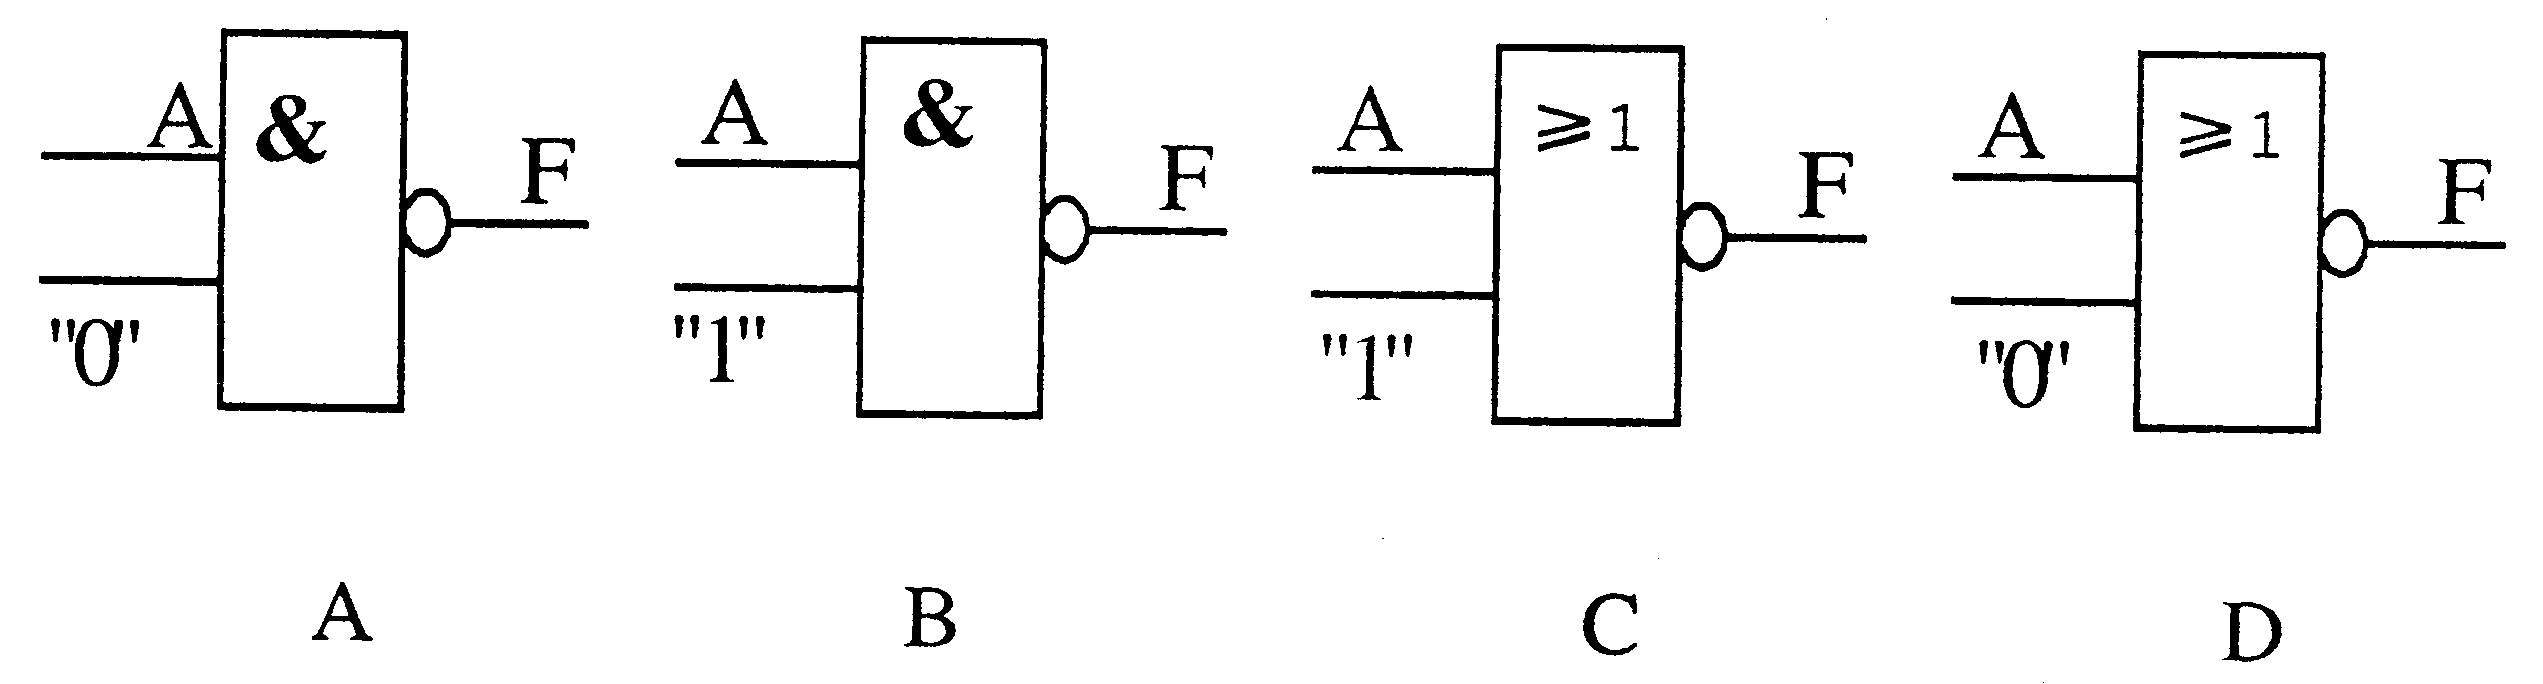 A & F "0"
A & F "1"
A ≥1 F "1"
A ≥1 F "0"
A B C D